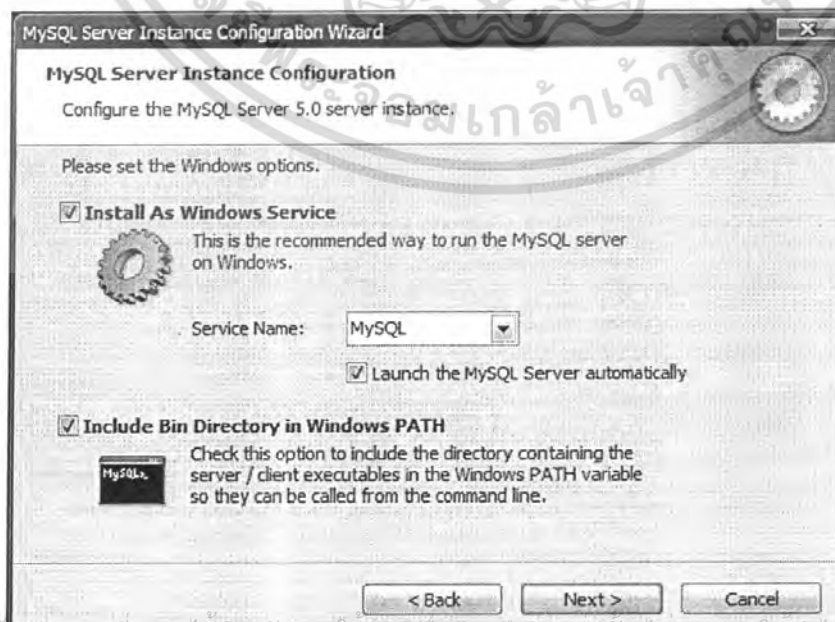 MySQL Server Instance Configuration Wizard
MySQL Server Instance Configuration
Configure the MySQL Server 5.0 server instance.
Please set the Windows options.
Install As Windows Service
This is the recommended way to run the MySQL server
on Windows.
Service Name: MySQL
Launch the MySQL Server automatically
Include Bin Directory in Windows PATH
MySQL>_
Check this option to include the directory containing the
server / client executables in the Windows PATH variable
so they can be called from the command line.
< Back Next > Cancel